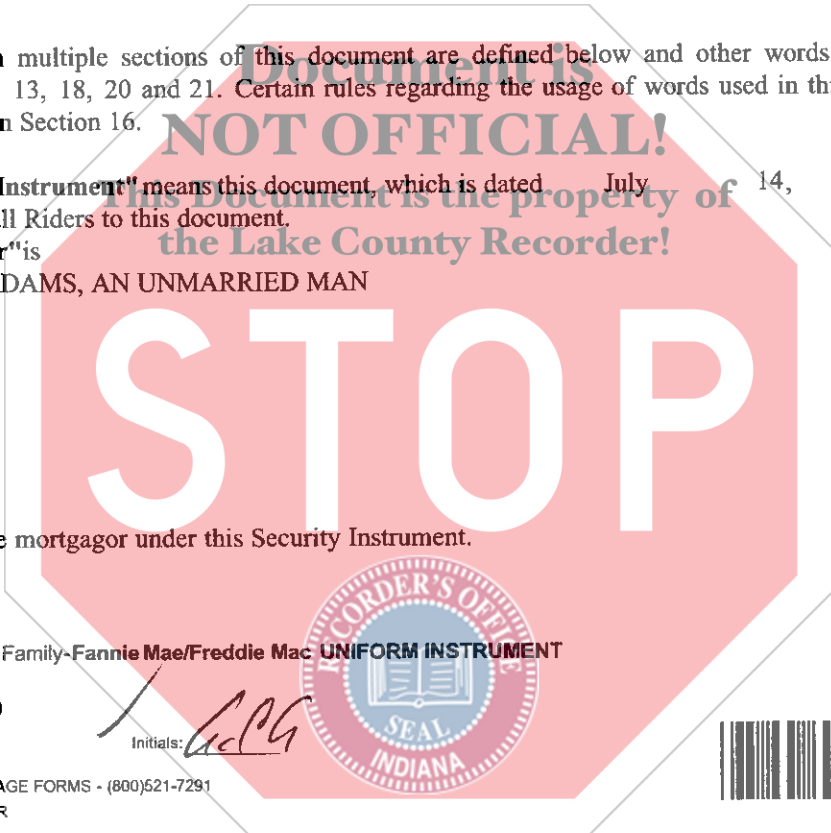 multiple sections of this document are defined below and other words
13, 18, 20 and 21. Certain rules regarding the usage of words used in
n Section 16.
Document is
NOT OFFICIAL!
This Document is the property of
the Lake County Recorder!
Instrument" means this document, which is dated July 14,
ll Riders to this document.
r" is
DAMS, AN UNMARRIED MAN
STOP
e mortgagor under this Security Instrument.
RECORDER'S OFFICE
SEAL
INDIANA
Family-Fannie Mae/Freddie Mac UNIFORM INSTRUMENT
Initials:
AGE FORMS - (800)521-7291
R